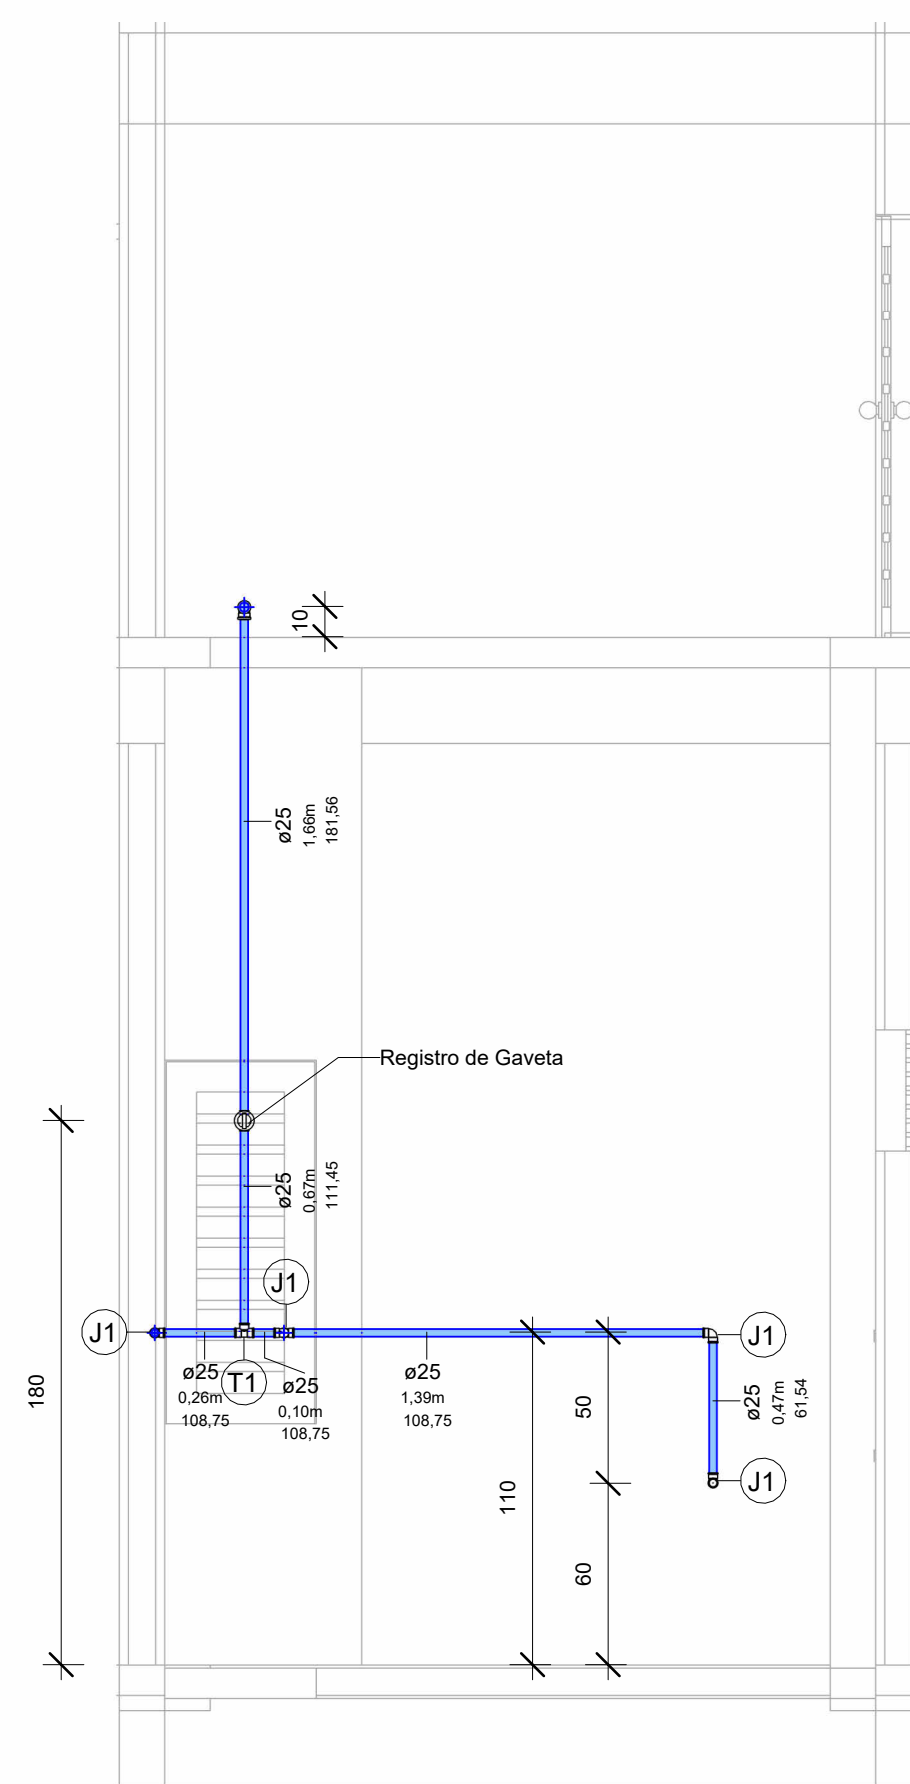 10
ø25
1,66m
181,56
Registro de Gaveta
ø25
0,67m
111,45
J1
J1
J1
ø25
0,26m
108,75
T1
ø25
0,10m
108,75
ø25
1,39m
108,75
ø25
0,47m
61,54
180
50
110
J1
60